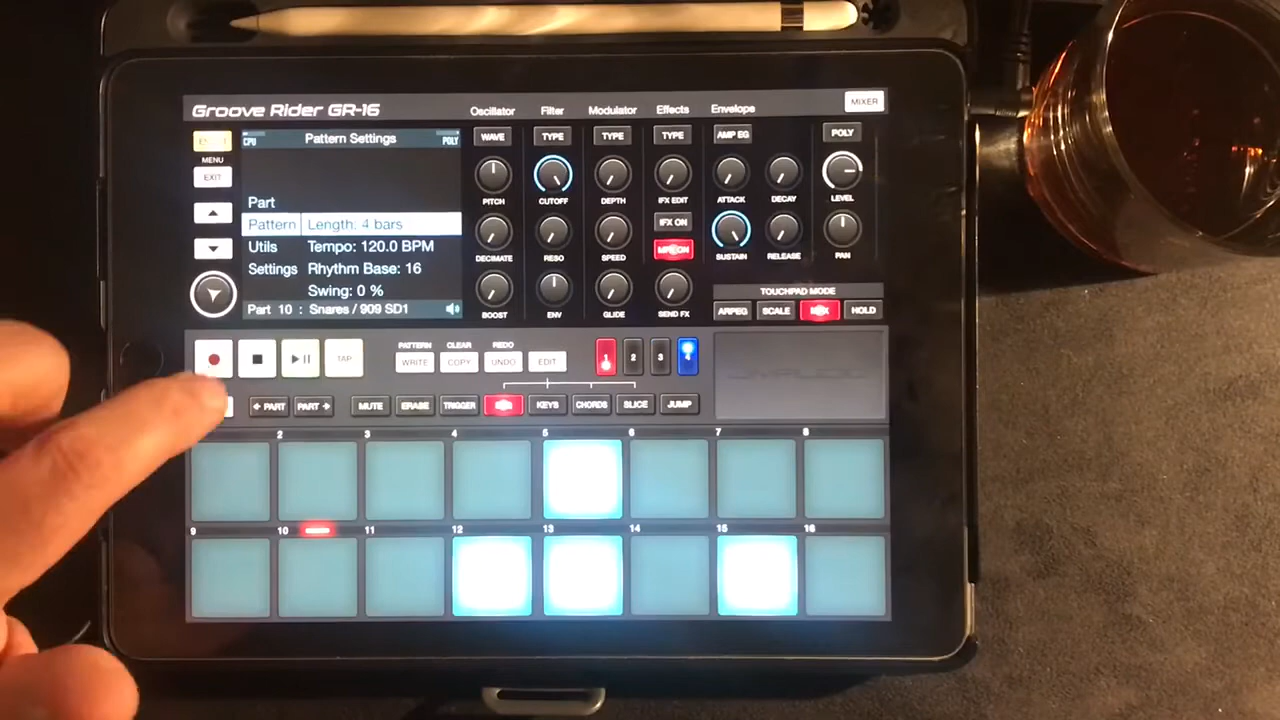 Groove Rider GR-16
Oscillator Filter Modulator Effects Envelope
MIXER
CPU Pattern Settings POLY
MENU
EXIT
Part
Pattern Length: 4 bars
Utils Tempo: 120.0 BPM
Settings Rhythm Base: 16
Swing: 0 %
Part 10 : Snares / 909 SD1
WAVE TYPE TYPE TYPE AMP EG POLY
PITCH CUTOFF DEPTH IFX EDIT ATTACK DECAY LEVEL
IFX ON
DECIMATE RESO SPEED SUSTAIN RELEASE PAN
BOOST ENV GLIDE SEND FX
TOUCHPAD MODE
ARPEG SCALE HOLD
PATTERN CLEAR REDO
TAP WRITE COPY UNDO EDIT 1 2 3 4
PART PART MUTE ERASE TRIGGER KEYS CHORDS SLICE JUMP
2 3 4 5 6 7 8
9 10 11 12 13 14 15 16